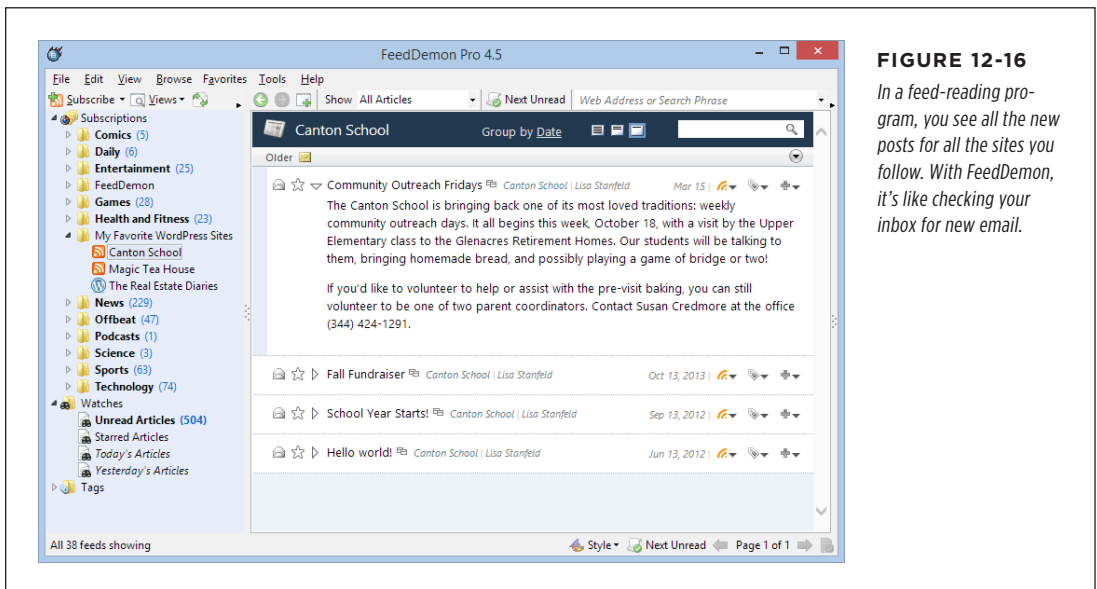 FeedDemon Pro 4.5
File Edit View Browse Favorites Tools Help
Subscribe Views Show All Articles Next Unread Web Address or Search Phrase
Subscriptions
Comics (5)
Daily (6)
Entertainment (25)
FeedDemon
Games (28)
Health and Fitness (23)
My Favorite WordPress Sites
Canton School
Magic Tea House
The Real Estate Diaries
News (229)
Offbeat (47)
Podcasts (1)
Science (3)
Sports (63)
Technology (74)
Watches
Unread Articles (504)
Starred Articles
Today's Articles
Yesterday's Articles
Tags
Canton School Group by Date
Older
Community Outreach Fridays Canton School | Lisa Stanfeld Mar 15 |
The Canton School is bringing back one of its most loved traditions: weekly
community outreach days. It all begins this week, October 18, with a visit by the Upper
Elementary class to the Glenacres Retirement Homes. Our students will be talking to
them, bringing homemade bread, and possibly playing a game of bridge or two!
If you'd like to volunteer to help or assist with the pre-visit baking, you can still
volunteer to be one of two parent coordinators. Contact Susan Credmore at the office
(344) 424-1291.
Fall Fundraiser Canton School | Lisa Stanfeld Oct 13, 2013 |
School Year Starts! Canton School | Lisa Stanfeld Sep 13, 2012 |
Hello world! Canton School | Lisa Stanfeld Jun 13, 2012 |
All 38 feeds showing Style Next Unread Page 1 of 1
FIGURE 12-16
In a feed-reading pro-
gram, you see all the new
posts for all the sites you
follow. With FeedDemon,
it's like checking your
inbox for new email.